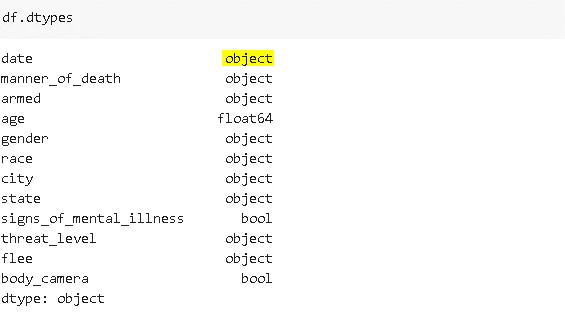 df.dtypes
date object
manner_of_death object
armed object
age float64
gender object
race object
city object
state object
signs_of_mental_illness bool
threat_level object
flee object
body_camera bool
dtype: object